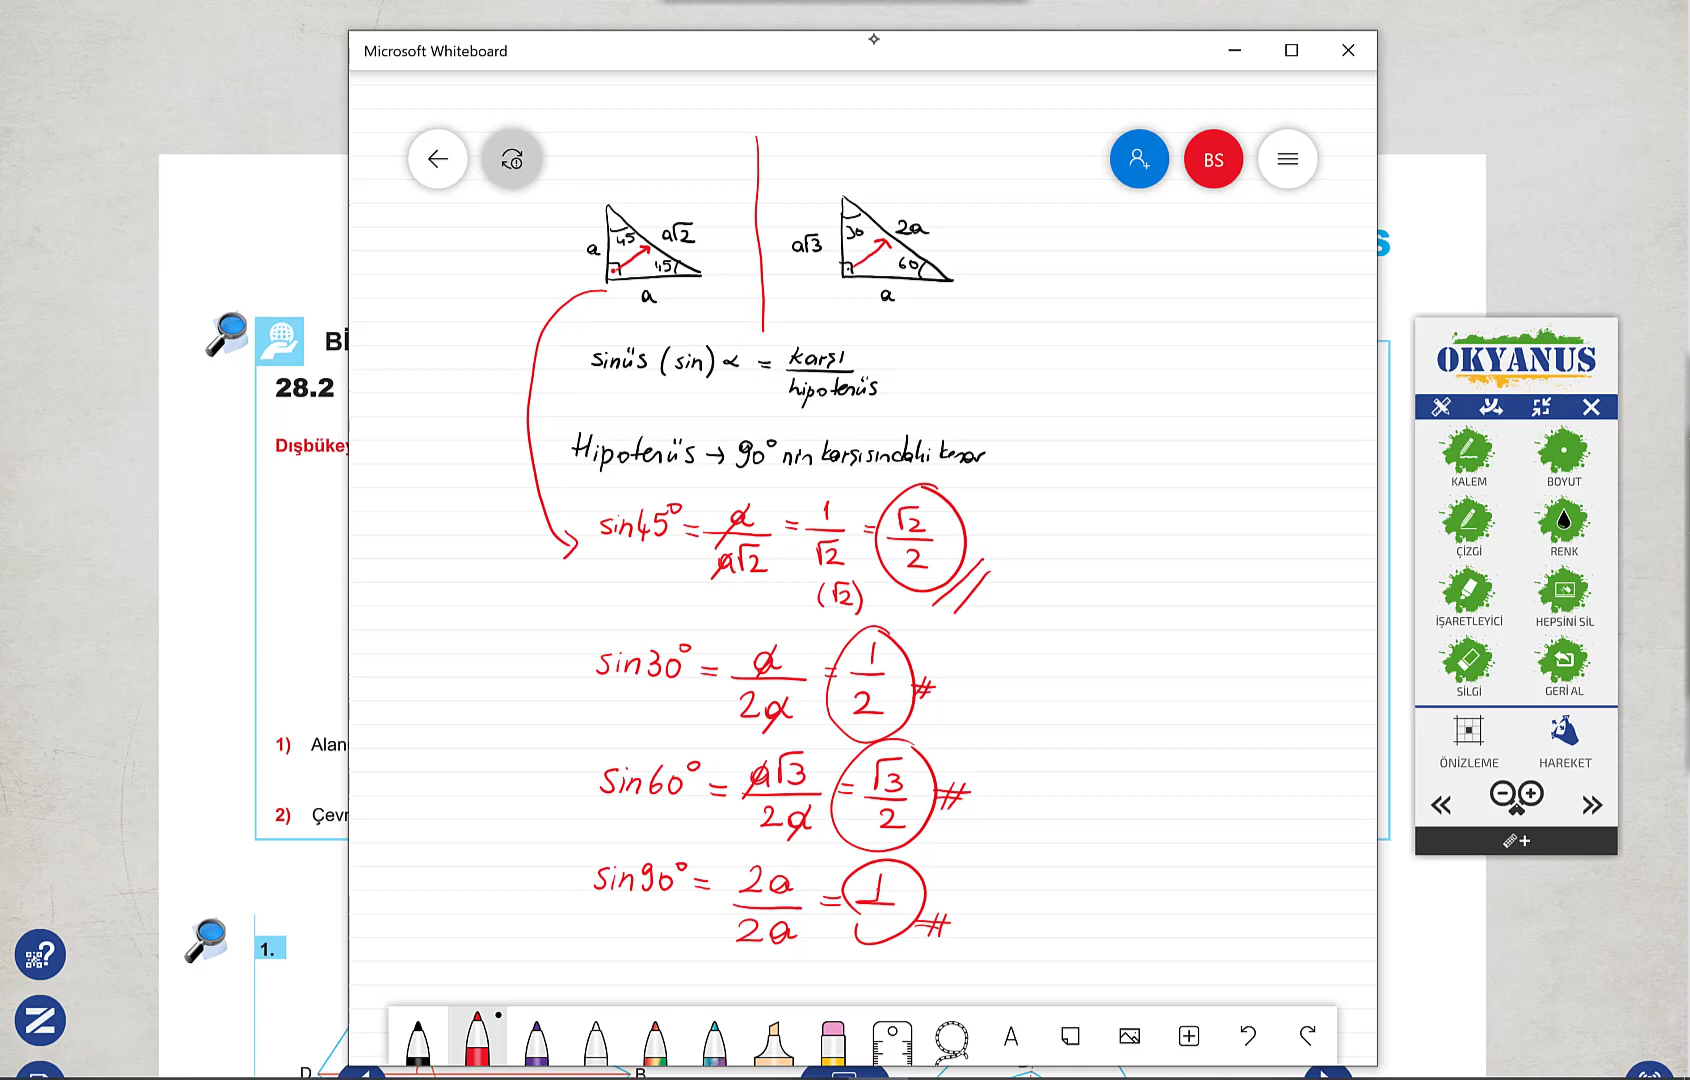 Microsoft Whiteboard
BS
45
a√2
a
45
a
30
2a
a√3
60
a
sinüs (sin) α = karşı / hipotenüs
Hipotenüs → 90° nin karşısındaki kenar
sin45° = a / a√2 = 1 / √2 = √2 / 2
(√2)
sin30° = a / 2a = 1 / 2 #
sin60° = a√3 / 2a = √3 / 2 #
sin90° = 2a / 2a = 1 #
28.2
Dışbükey
1) Alan
2) Çevr
1.
D
B
OKYANUS
KALEM
BOYUT
ÇİZGİ
RENK
İŞARETLEYİCİ
HEPSİNİ SİL
SİLGİ
GERİ AL
ÖNİZLEME
HAREKET